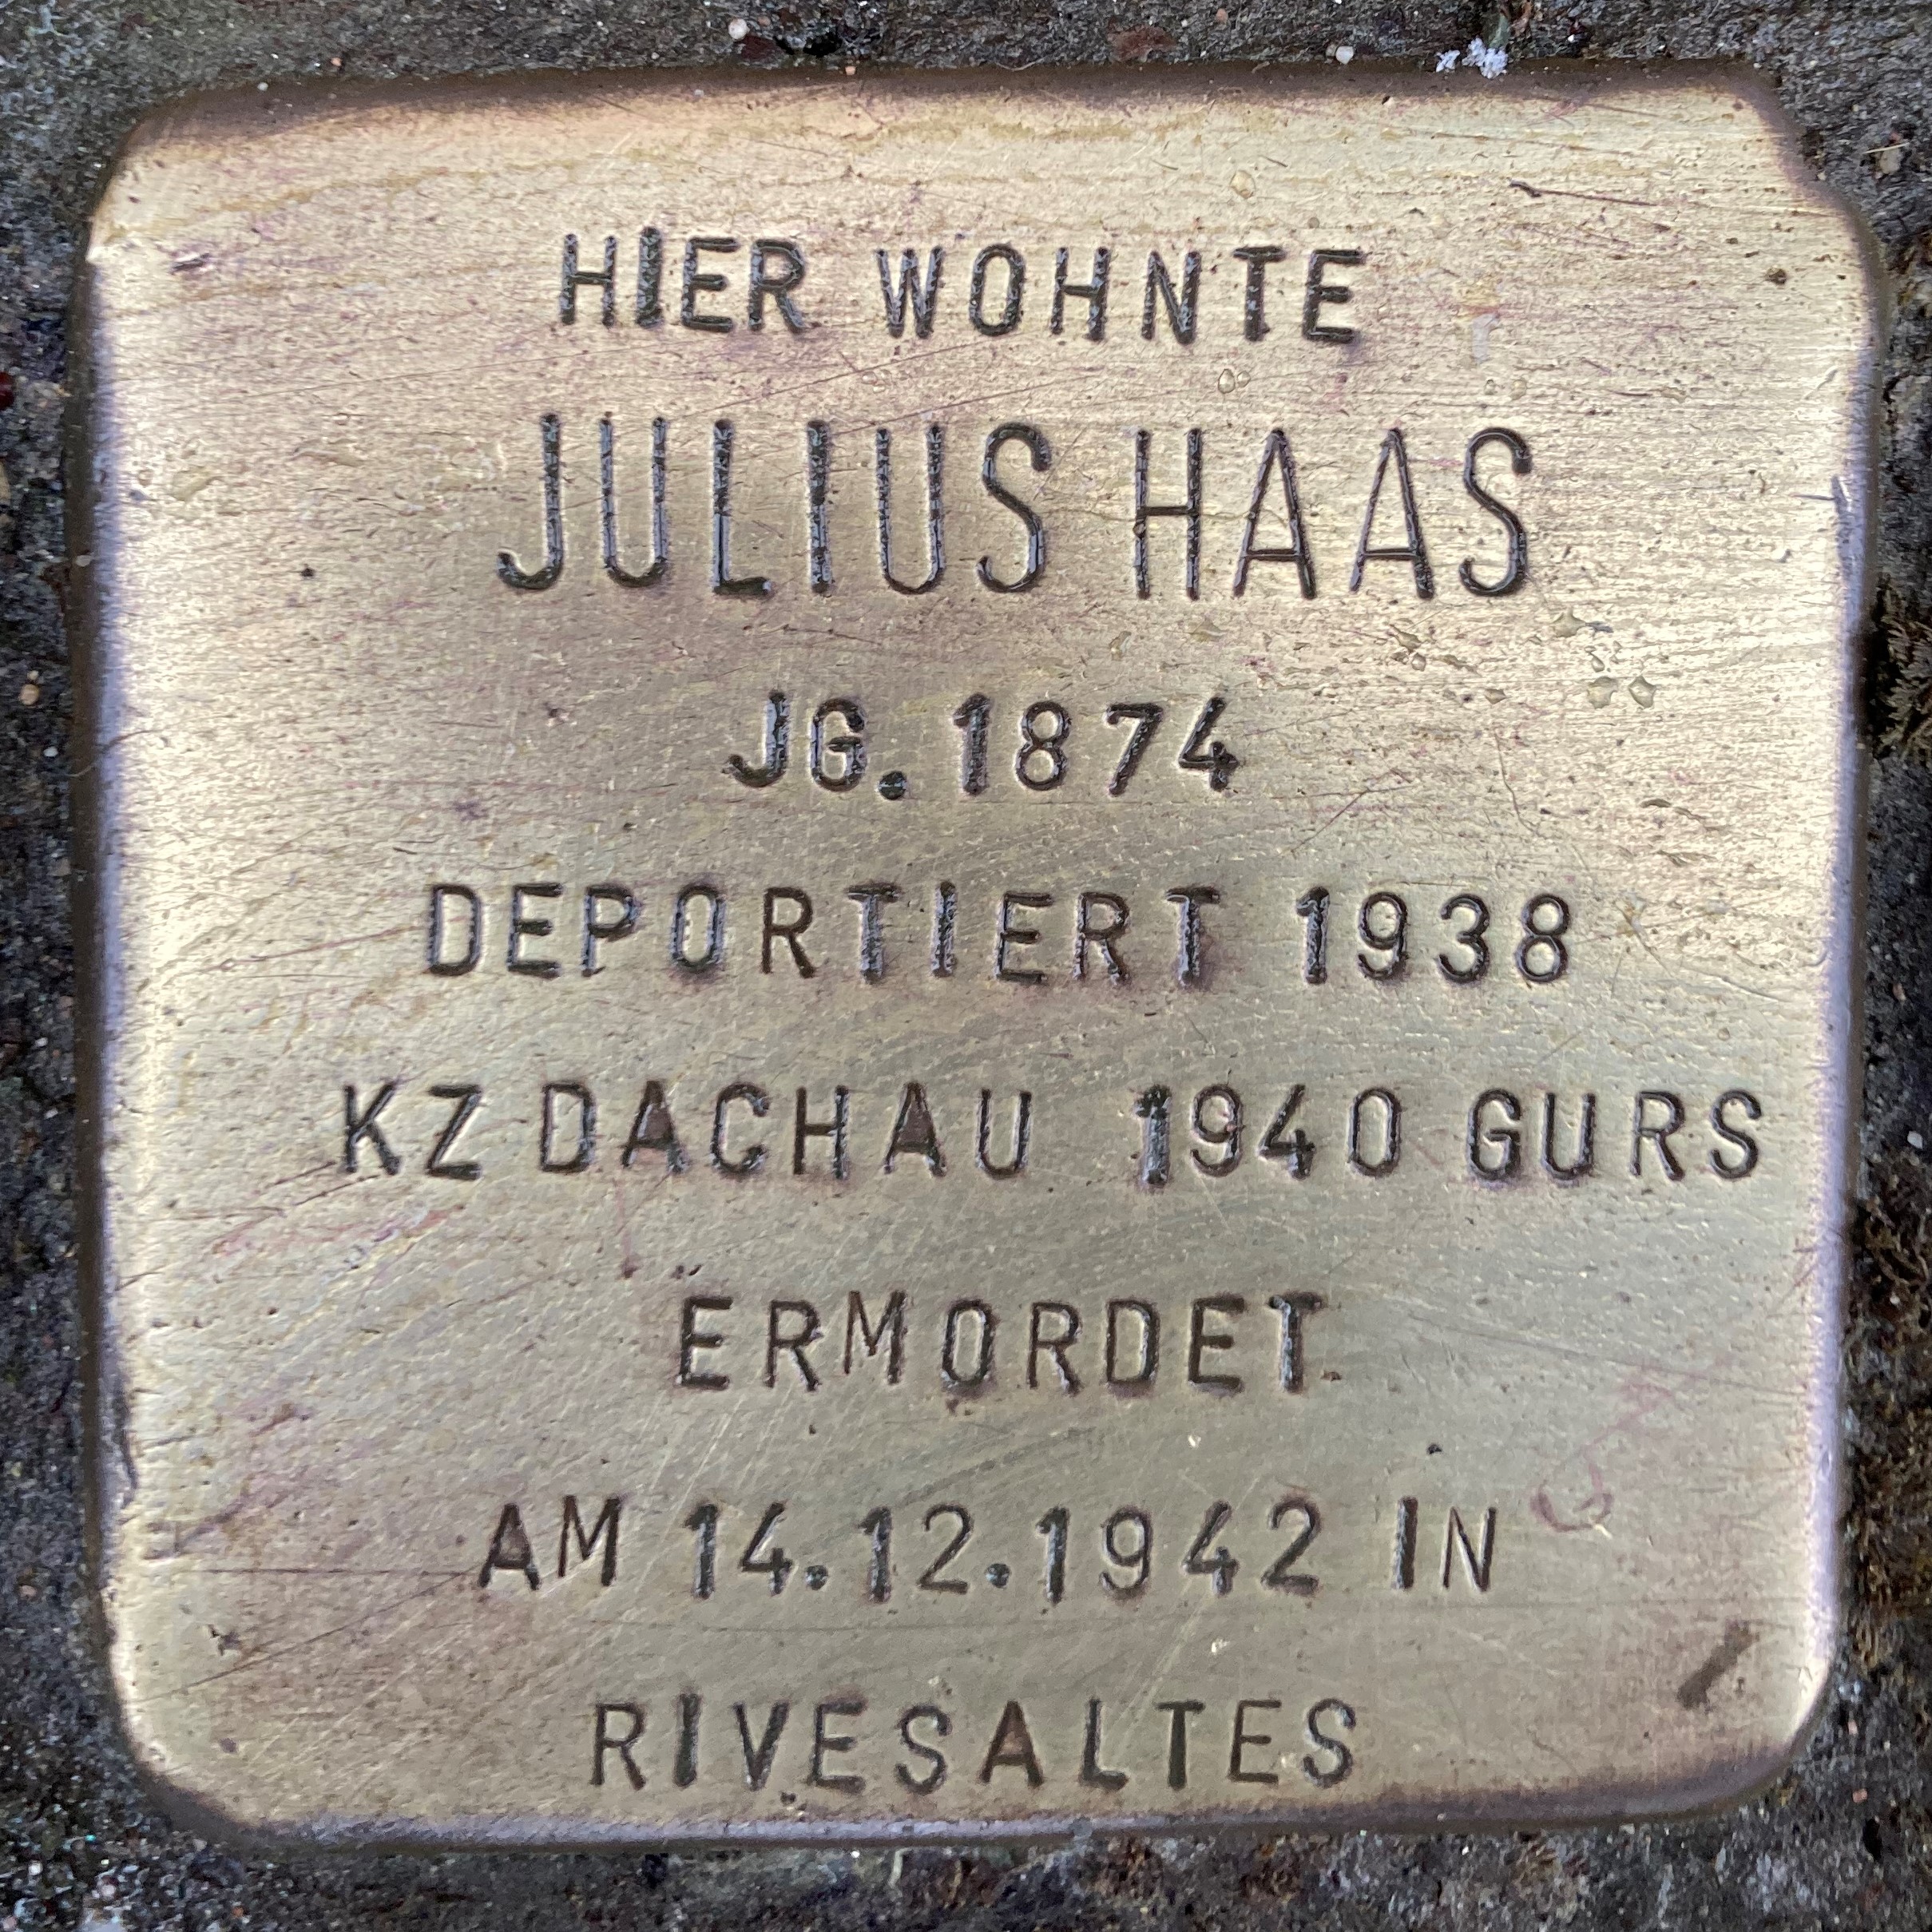 HIER WOHNTE
JULIUS HAAS
JG. 1874
DEPORTIERT 1938
KZ DACHAU 1940 GURS
ERMORDET
AM 14.12.1942 IN
RIVESALTES